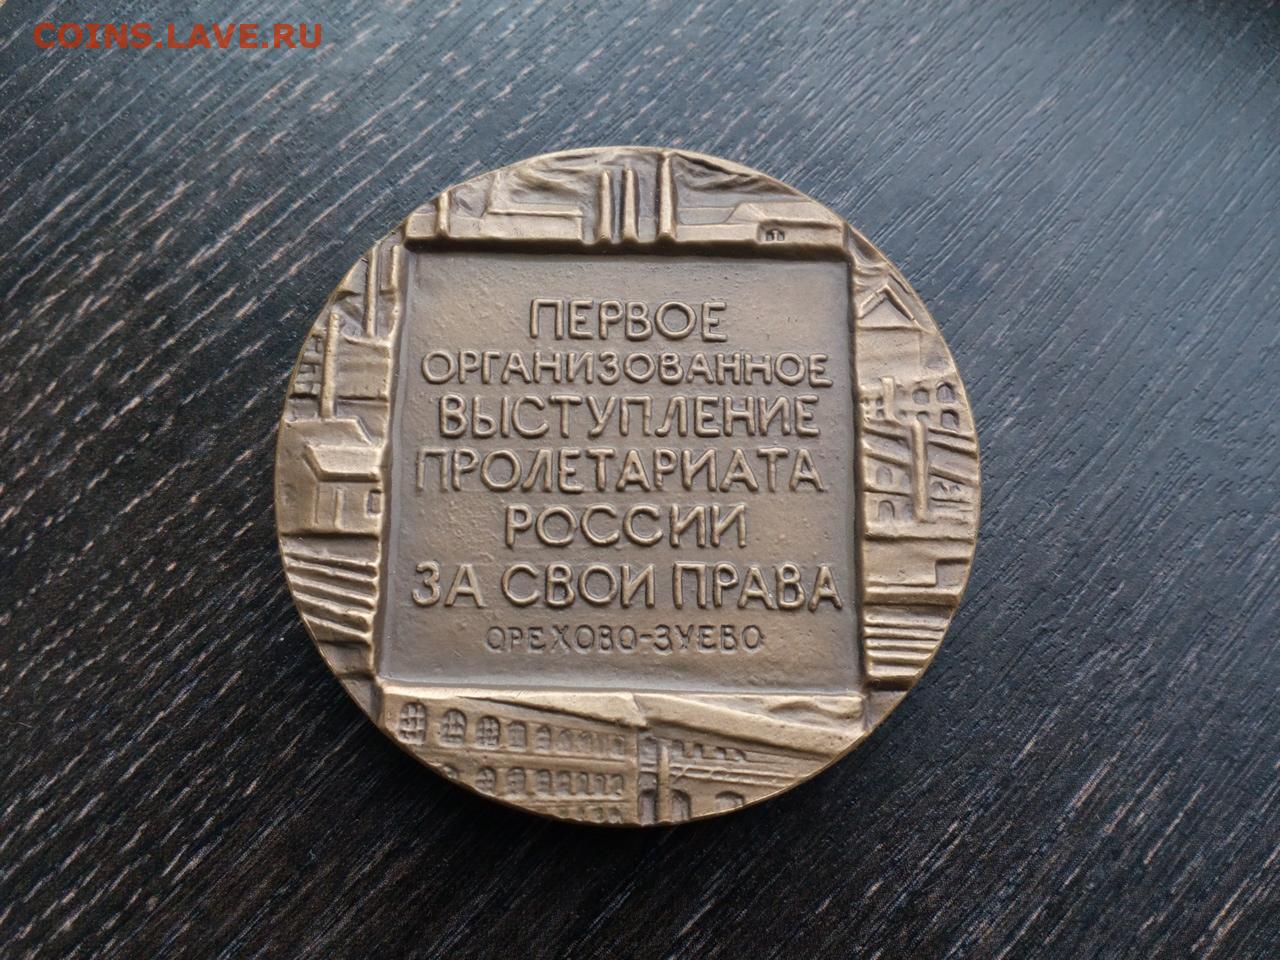 COINS.LAVE.RU
ПЕРВОЕ
ОРГАНИЗОВАННОЕ
ВЫСТУПЛЕНИЕ
ПРОЛЕТАРИАТА
РОССИИ
ЗА СВОИ ПРАВА
ОРЕХОВО-ЗУЕВО